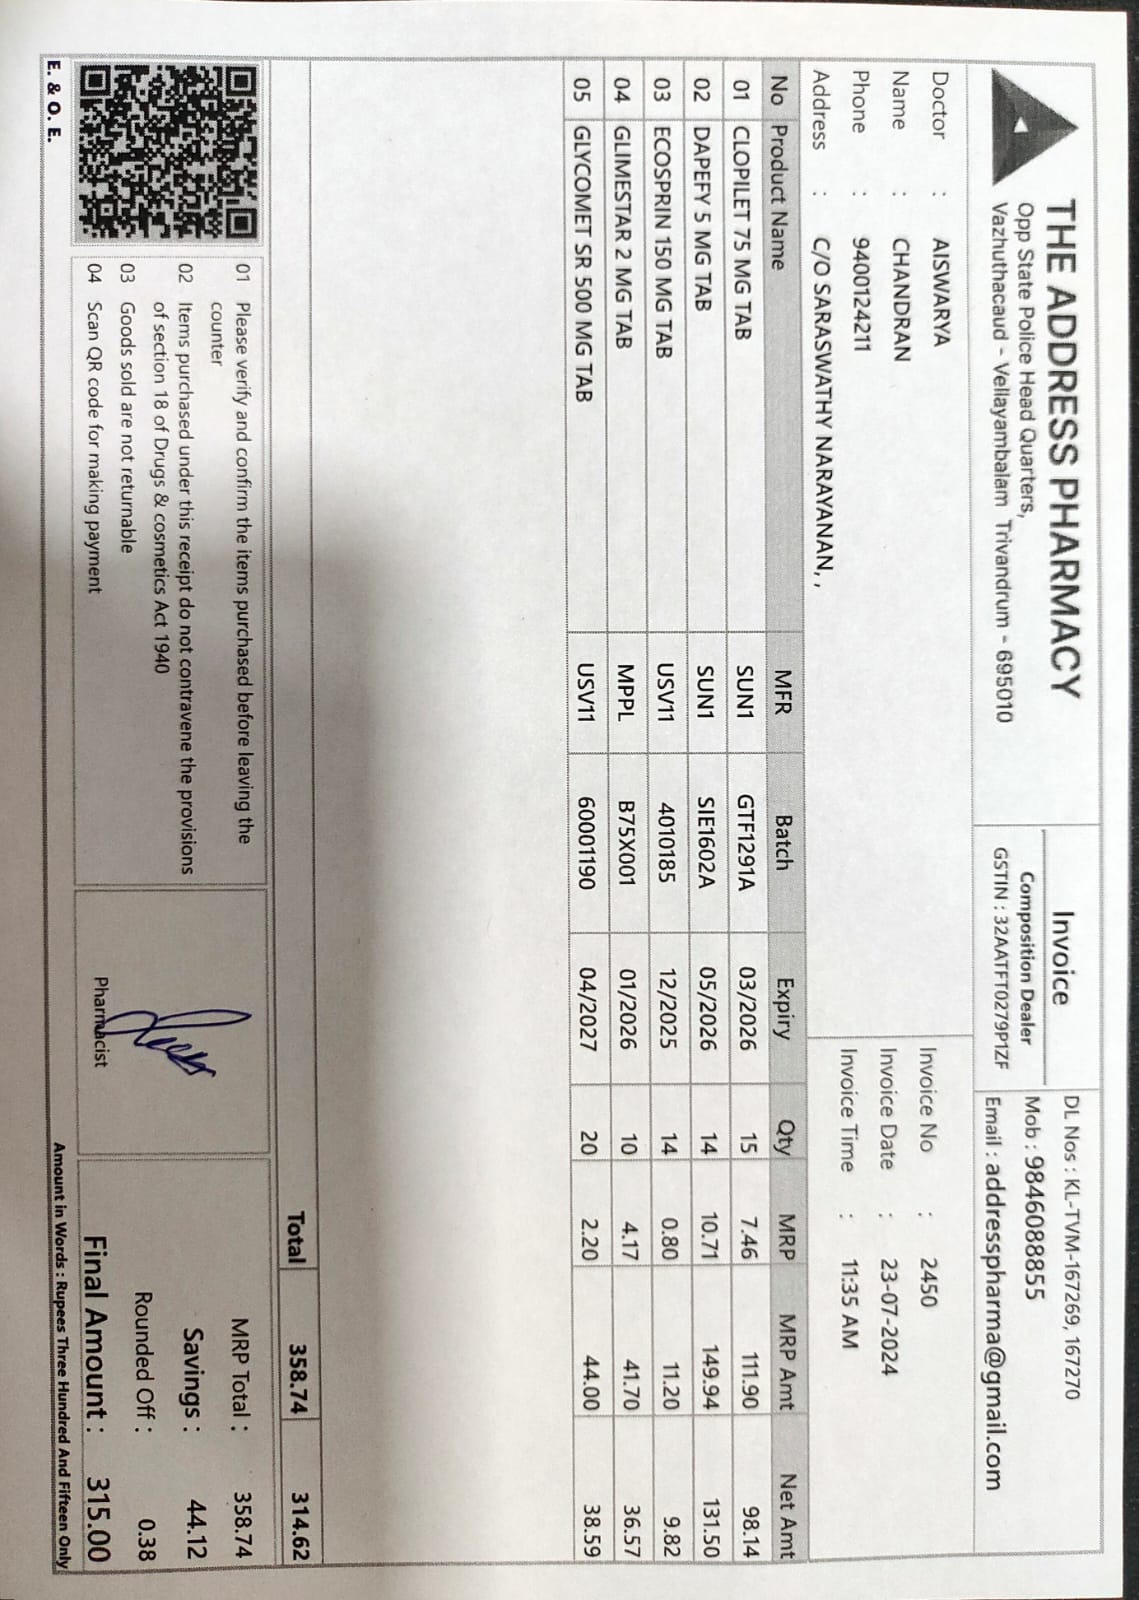 THE ADDRESS PHARMACY
Opp State Police Head Quarters,
Vazhuthacaud - Vellayambalam Trivandrum - 695010
Invoice
Composition Dealer
GSTIN : 32AATFT0279P1ZF
DL Nos : KL-TVM-167269, 167270
Mob : 9846088855
Email : addresspharma@gmail.com
Doctor : AISWARYA
Name : CHANDRAN
Phone : 9400124211
Address : C/O SARASWATHY NARAYANAN, ,
Invoice No : 2450
Invoice Date : 23-07-2024
Invoice Time : 11:35 AM
No Product Name MFR Batch Expiry Qty MRP MRP Amt Net Amt
01 CLOPILET 75 MG TAB SUN1 GTF1291A 03/2026 15 7.46 111.90 98.14
02 DAPEFY 5 MG TAB SUN1 SIE1602A 05/2026 14 10.71 149.94 131.50
03 ECOSPRIN 150 MG TAB USV11 4010185 12/2025 14 0.80 11.20 9.82
04 GLIMESTAR 2 MG TAB MPPL B75X001 01/2026 10 4.17 41.70 36.57
05 GLYCOMET SR 500 MG TAB USV11 60001190 04/2027 20 2.20 44.00 38.59
Total 358.74 314.62
01 Please verify and confirm the items purchased before leaving the
counter
02 Items purchased under this receipt do not contravene the provisions
of section 18 of Drugs & cosmetics Act 1940
03 Goods sold are not returnable
04 Scan QR code for making payment
Pharmacist
MRP Total : 358.74
Savings : 44.12
Rounded Off : 0.38
Final Amount : 315.00
E. & O. E.
Amount in Words : Rupees Three Hundred And Fifteen Only